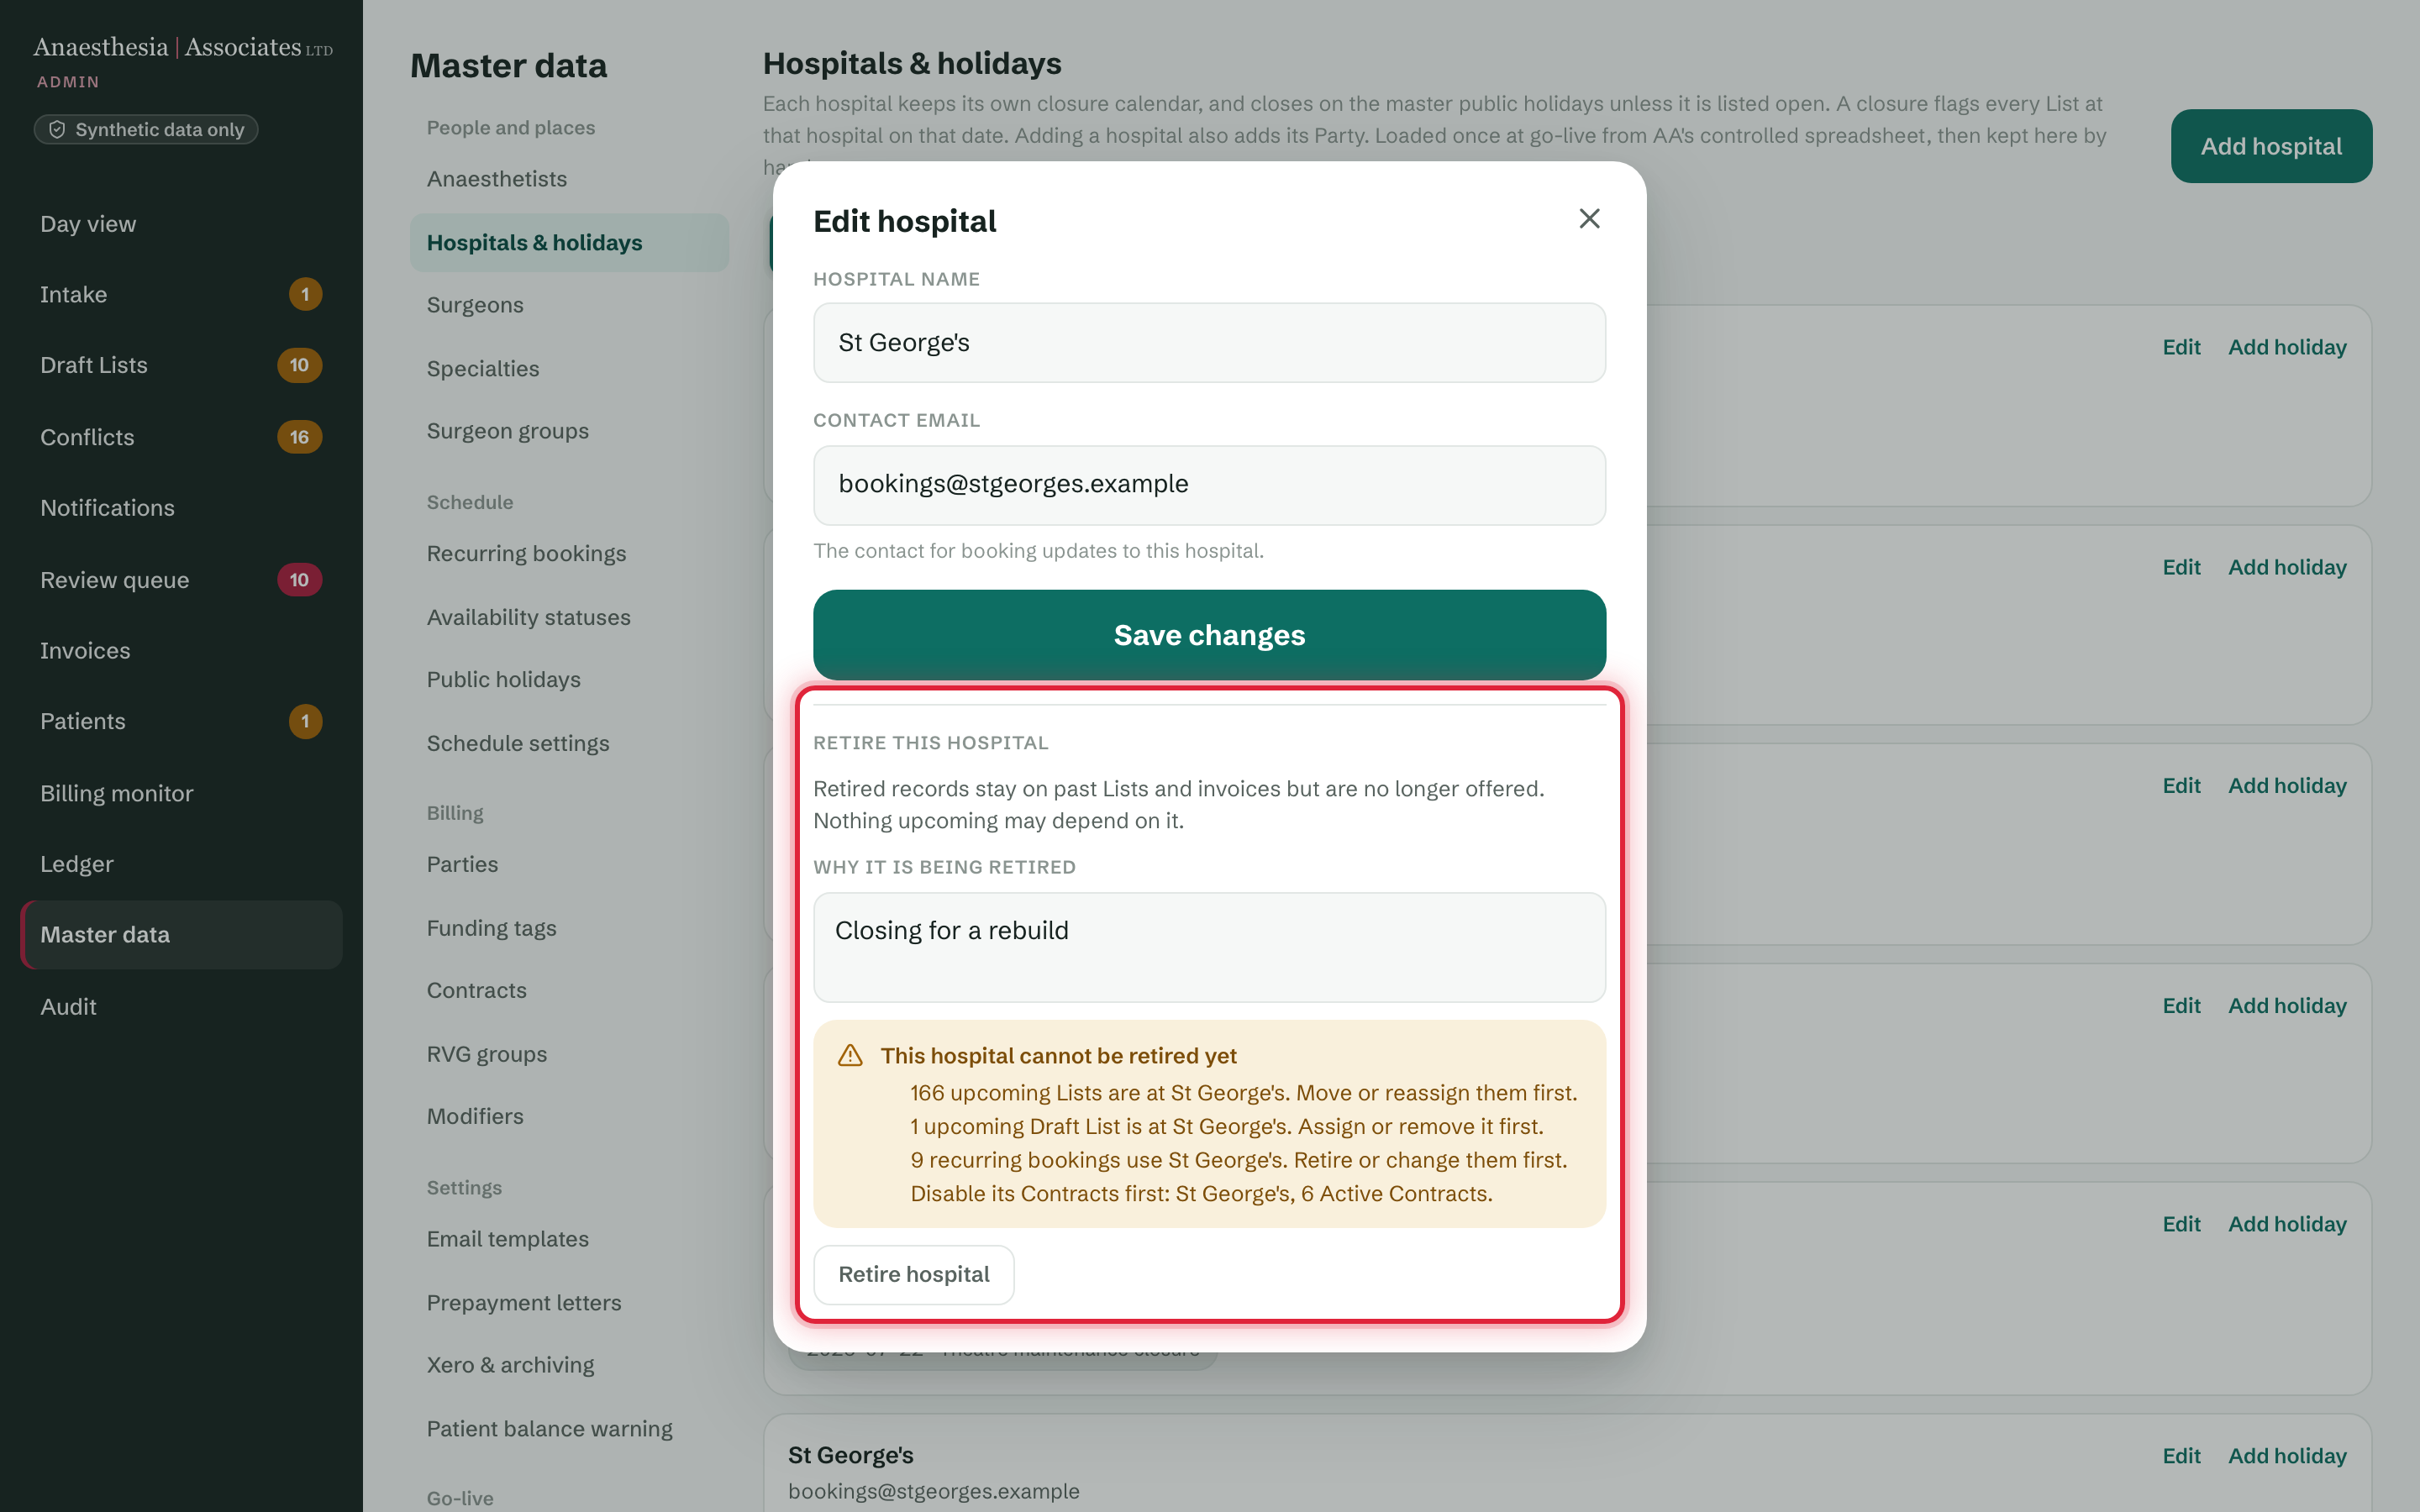 Anaesthesia | Associates LTD
ADMIN
Synthetic data only
Day view
Intake 1
Draft Lists 10
Conflicts 16
Notifications
Review queue 10
Invoices
Patients 1
Billing monitor
Ledger
Master data
Audit
Master data
People and places
Anaesthetists
Hospitals & holidays
Surgeons
Specialties
Surgeon groups
Schedule
Recurring bookings
Availability statuses
Public holidays
Schedule settings
Billing
Parties
Funding tags
Contracts
RVG groups
Modifiers
Settings
Email templates
Prepayment letters
Xero & archiving
Patient balance warning
Go-live
Hospitals & holidays
Each hospital keeps its own closure calendar, and closes on the master public holidays unless it is listed open. A closure flags every List at
that hospital on that date. Adding a hospital also adds its Party. Loaded once at go-live from AA's controlled spreadsheet, then kept here by
Add hospital
Edit hospital
HOSPITAL NAME
St George's
CONTACT EMAIL
bookings@stgeorges.example
The contact for booking updates to this hospital.
Save changes
RETIRE THIS HOSPITAL
Retired records stay on past Lists and invoices but are no longer offered.
Nothing upcoming may depend on it.
WHY IT IS BEING RETIRED
Closing for a rebuild
This hospital cannot be retired yet
166 upcoming Lists are at St George's. Move or reassign them first.
1 upcoming Draft List is at St George's. Assign or remove it first.
9 recurring bookings use St George's. Retire or change them first.
Disable its Contracts first: St George's, 6 Active Contracts.
Retire hospital
Edit Add holiday
Edit Add holiday
Edit Add holiday
Edit Add holiday
Edit Add holiday
St George's
Edit Add holiday
bookings@stgeorges.example